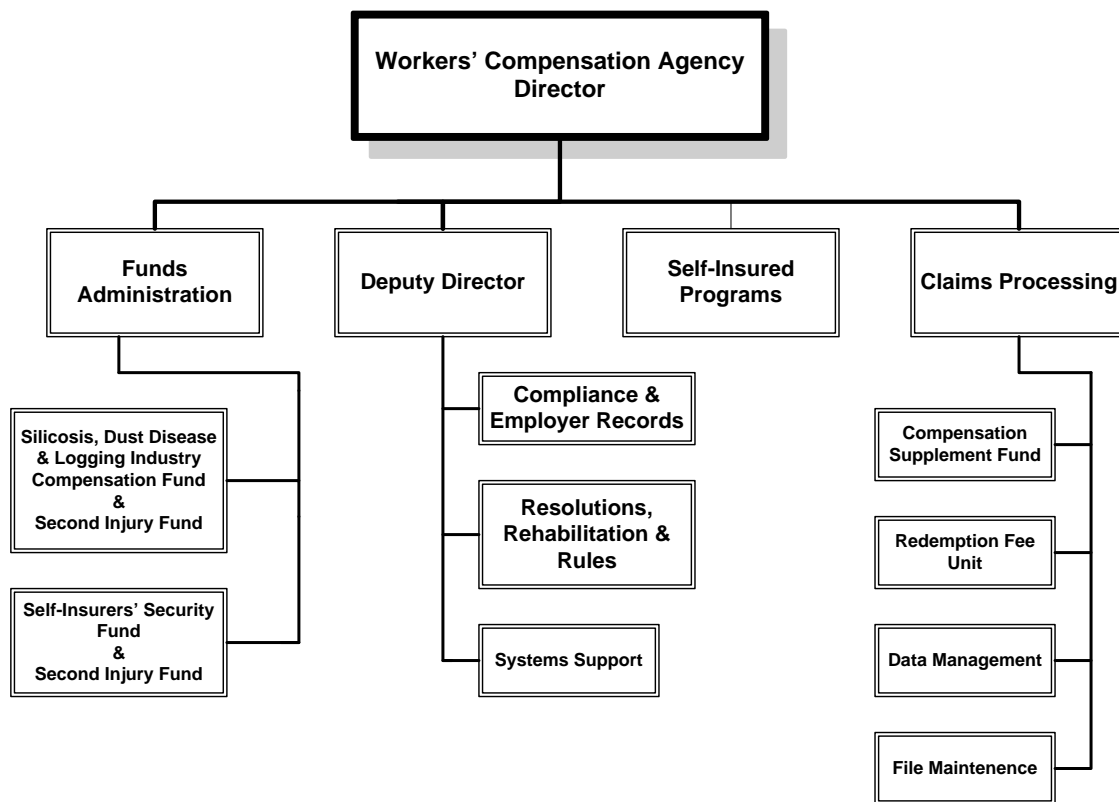 Workers’ Compensation Agency
Director
Funds
Administration
Deputy Director
Self-Insured
Programs
Claims Processing
Silicosis, Dust Disease
& Logging Industry
Compensation Fund
&
Second Injury Fund
Self-Insurers’ Security
Fund
&
Second Injury Fund
Compliance &
Employer Records
Resolutions,
Rehabilitation &
Rules
Systems Support
Compensation
Supplement Fund
Redemption Fee
Unit
Data Management
File Maintenence